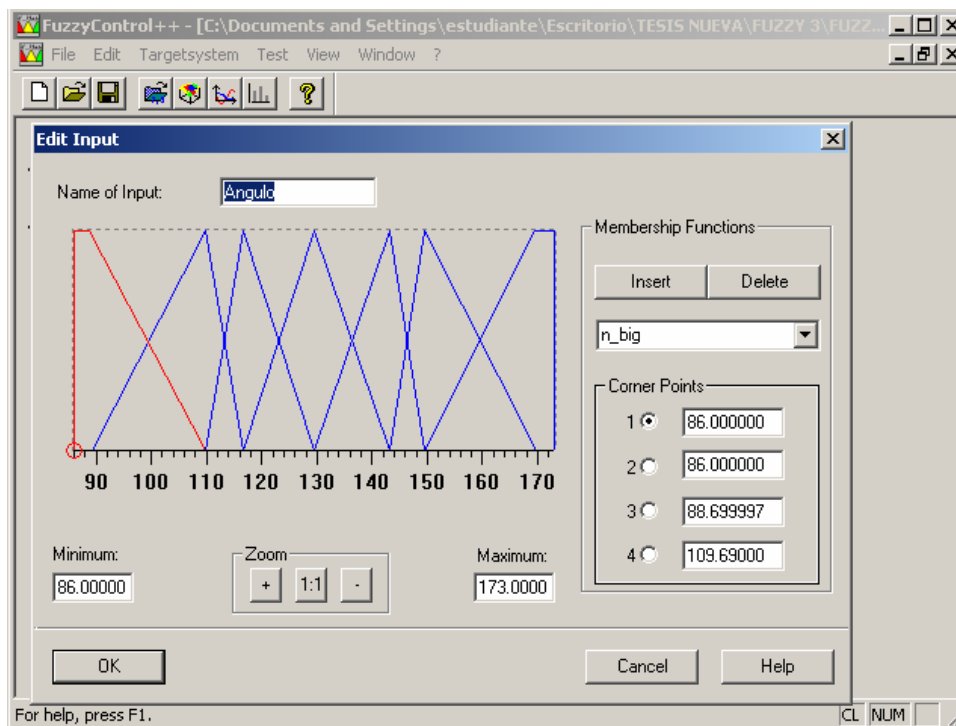 FuzzyControl++ - [C:\Documents and Settings\estudiante\Escritorio\TESIS NUEVA\FUZZY 3\FUZZ...
File Edit Targetsystem Test View Window ?
Edit Input
Name of Input: Angulo
Membership Functions
Insert Delete
n_big
Corner Points
1 86.000000
2 86.000000
3 88.699997
4 109.69000
90 100 110 120 130 140 150 160 170
Minimum: Zoom Maximum:
86.00000 + 1:1 - 173.0000
OK Cancel Help
For help, press F1. CL NUM